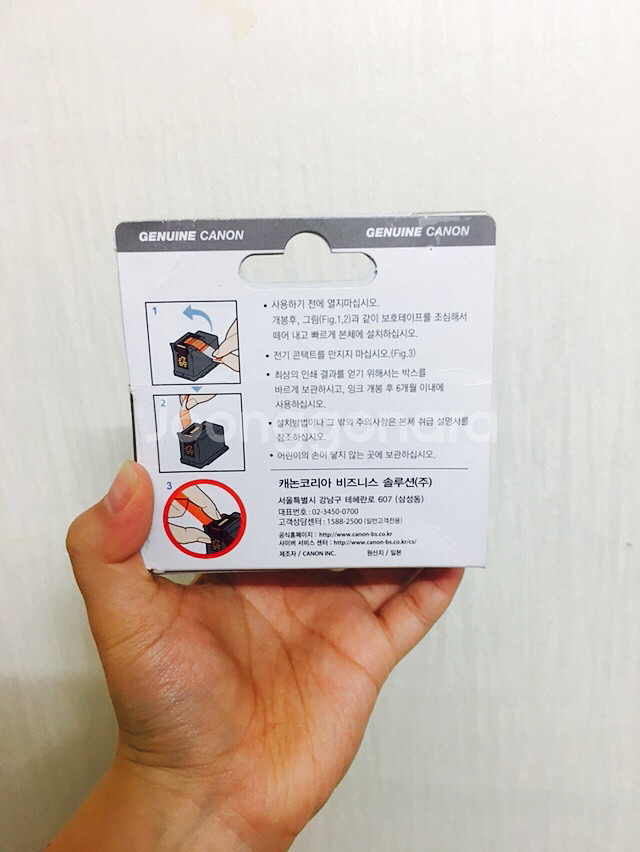 GENUINE CANON
GENUINE CANON
1
2
3
• 사용하기 전에 열지마십시오.
개봉후, 그림(Fig.1,2)과 같이 보호테이프를 조심해서
떼어 내고 빠르게 본체에 설치하십시오.
• 전기 콘택트를 만지지 마십시오.(Fig.3)
• 최상의 인쇄 결과를 얻기 위해서는 박스를
바르게 보관하시고, 잉크 개봉 후 6개월 이내에
사용하십시오.
• 설치방법이나 그 밖의 주의사항은 본체 취급 설명서를
참조하십시오.
• 어린이의 손이 닿지 않는 곳에 보관하십시오.
캐논코리아 비즈니스 솔루션(주)
서울특별시 강남구 테헤란로 607 (삼성동)
대표번호 : 02-3450-0700
고객상담센터 : 1588-2500 (일반고객전용)
공식홈페이지 : http://www.canon-bs.co.kr
사이버 서비스 센터 : http://www.canon-bs.co.kr/cs/
제조자 / CANON INC. 원산지 / 일본
Joonggonara